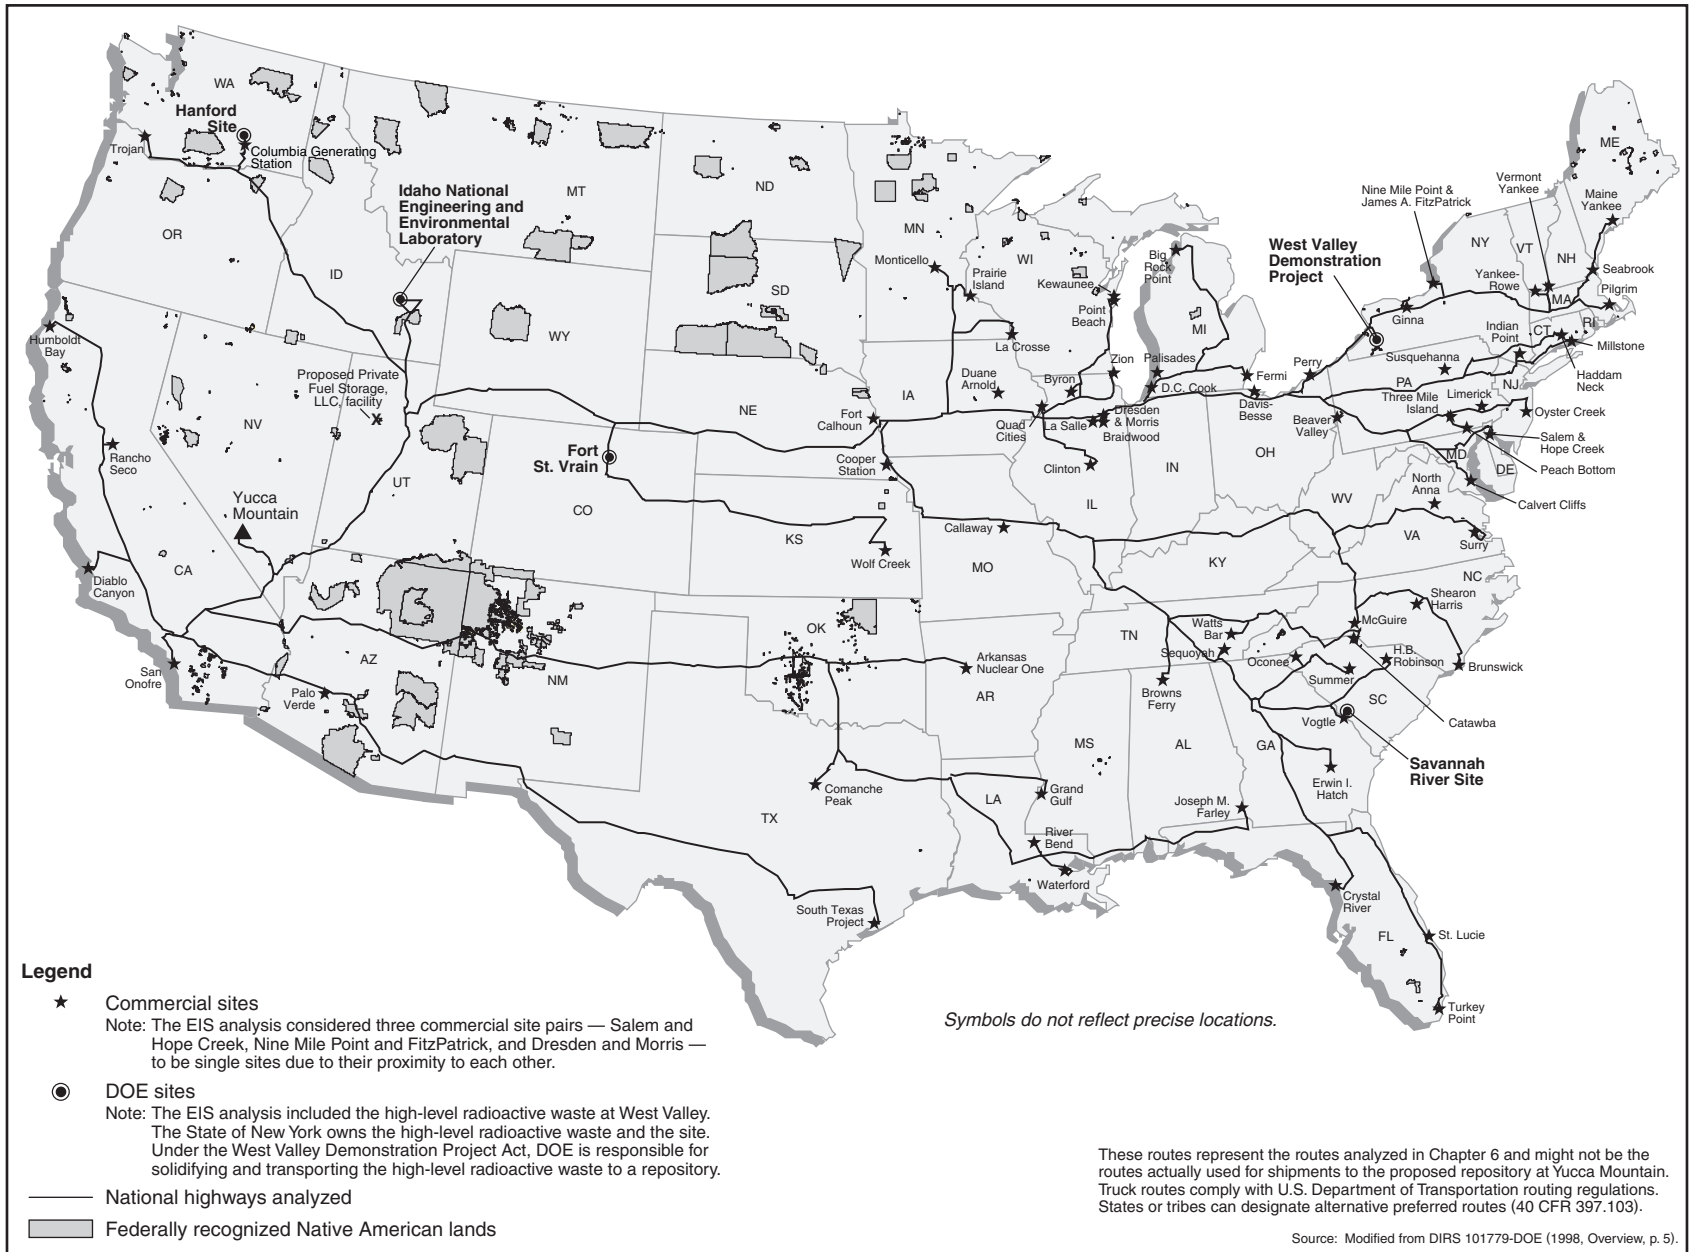 WA
Hanford
Site
Trojan
Columbia Generating
Station
OR
Idaho National
Engineering and
Environmental
Laboratory
MT
ID
ND
MN
SD
WY
WI
Monticello
Prairie
Island
Kewaunee
Point
Beach
Big
Rock
Point
MI
La Crosse
Humboldt
Bay
Proposed Private
Fuel Storage,
LLC, facility
X
NV
NE
IA
Duane
Arnold
Byron
Zion
Palisades
D.C. Cook
Fermi
Davis-
Besse
Perry
Fort
Calhoun
Quad
Cities
La Salle
Dresden
& Morris
Braidwood
Clinton
Cooper
Station
Fort
St. Vrain
Rancho
Seco
Yucca
Mountain
UT
CO
KS
IL
IN
OH
Callaway
Wolf Creek
MO
KY
WV
VA
CA
Diablo
Canyon
San
Onofre
AZ
Palo
Verde
NM
OK
Arkansas
Nuclear One
AR
TN
Watts
Bar
Sequoyah
Browns
Ferry
Oconee
Summer
McGuire
NC
Shearon
Harris
H.B.
Robinson
Brunswick
SC
Catawba
Vogtle
Savannah
River Site
MS
AL
GA
Erwin I.
Hatch
Joseph M.
Farley
Comanche
Peak
TX
LA
Grand
Gulf
River
Bend
Waterford
South Texas
Project
Crystal
River
FL
St. Lucie
Turkey
Point
ME
Maine
Yankee
Vermont
Yankee
Nine Mile Point &
James A. FitzPatrick
West Valley
Demonstration
Project
NY
VT
NH
Seabrook
Yankee-
Rowe
Pilgrim
MA
Ginna
Indian
Point
CT
RI
Millstone
Haddam
Neck
Susquehanna
PA
NJ
Three Mile
Island
Limerick
Oyster Creek
Beaver
Valley
Salem &
Hope Creek
MD
DE
Peach Bottom
Calvert Cliffs
North
Anna
Surry
Legend
Commercial sites
Note: The EIS analysis considered three commercial site pairs — Salem and
Hope Creek, Nine Mile Point and FitzPatrick, and Dresden and Morris —
to be single sites due to their proximity to each other.
DOE sites
Note: The EIS analysis included the high-level radioactive waste at West Valley.
The State of New York owns the high-level radioactive waste and the site.
Under the West Valley Demonstration Project Act, DOE is responsible for
solidifying and transporting the high-level radioactive waste to a repository.
National highways analyzed
Federally recognized Native American lands
Symbols do not reflect precise locations.
These routes represent the routes analyzed in Chapter 6 and might not be the
routes actually used for shipments to the proposed repository at Yucca Mountain.
Truck routes comply with U.S. Department of Transportation routing regulations.
States or tribes can designate alternative preferred routes (40 CFR 397.103).
Source: Modified from DIRS 101779-DOE (1998, Overview, p. 5).